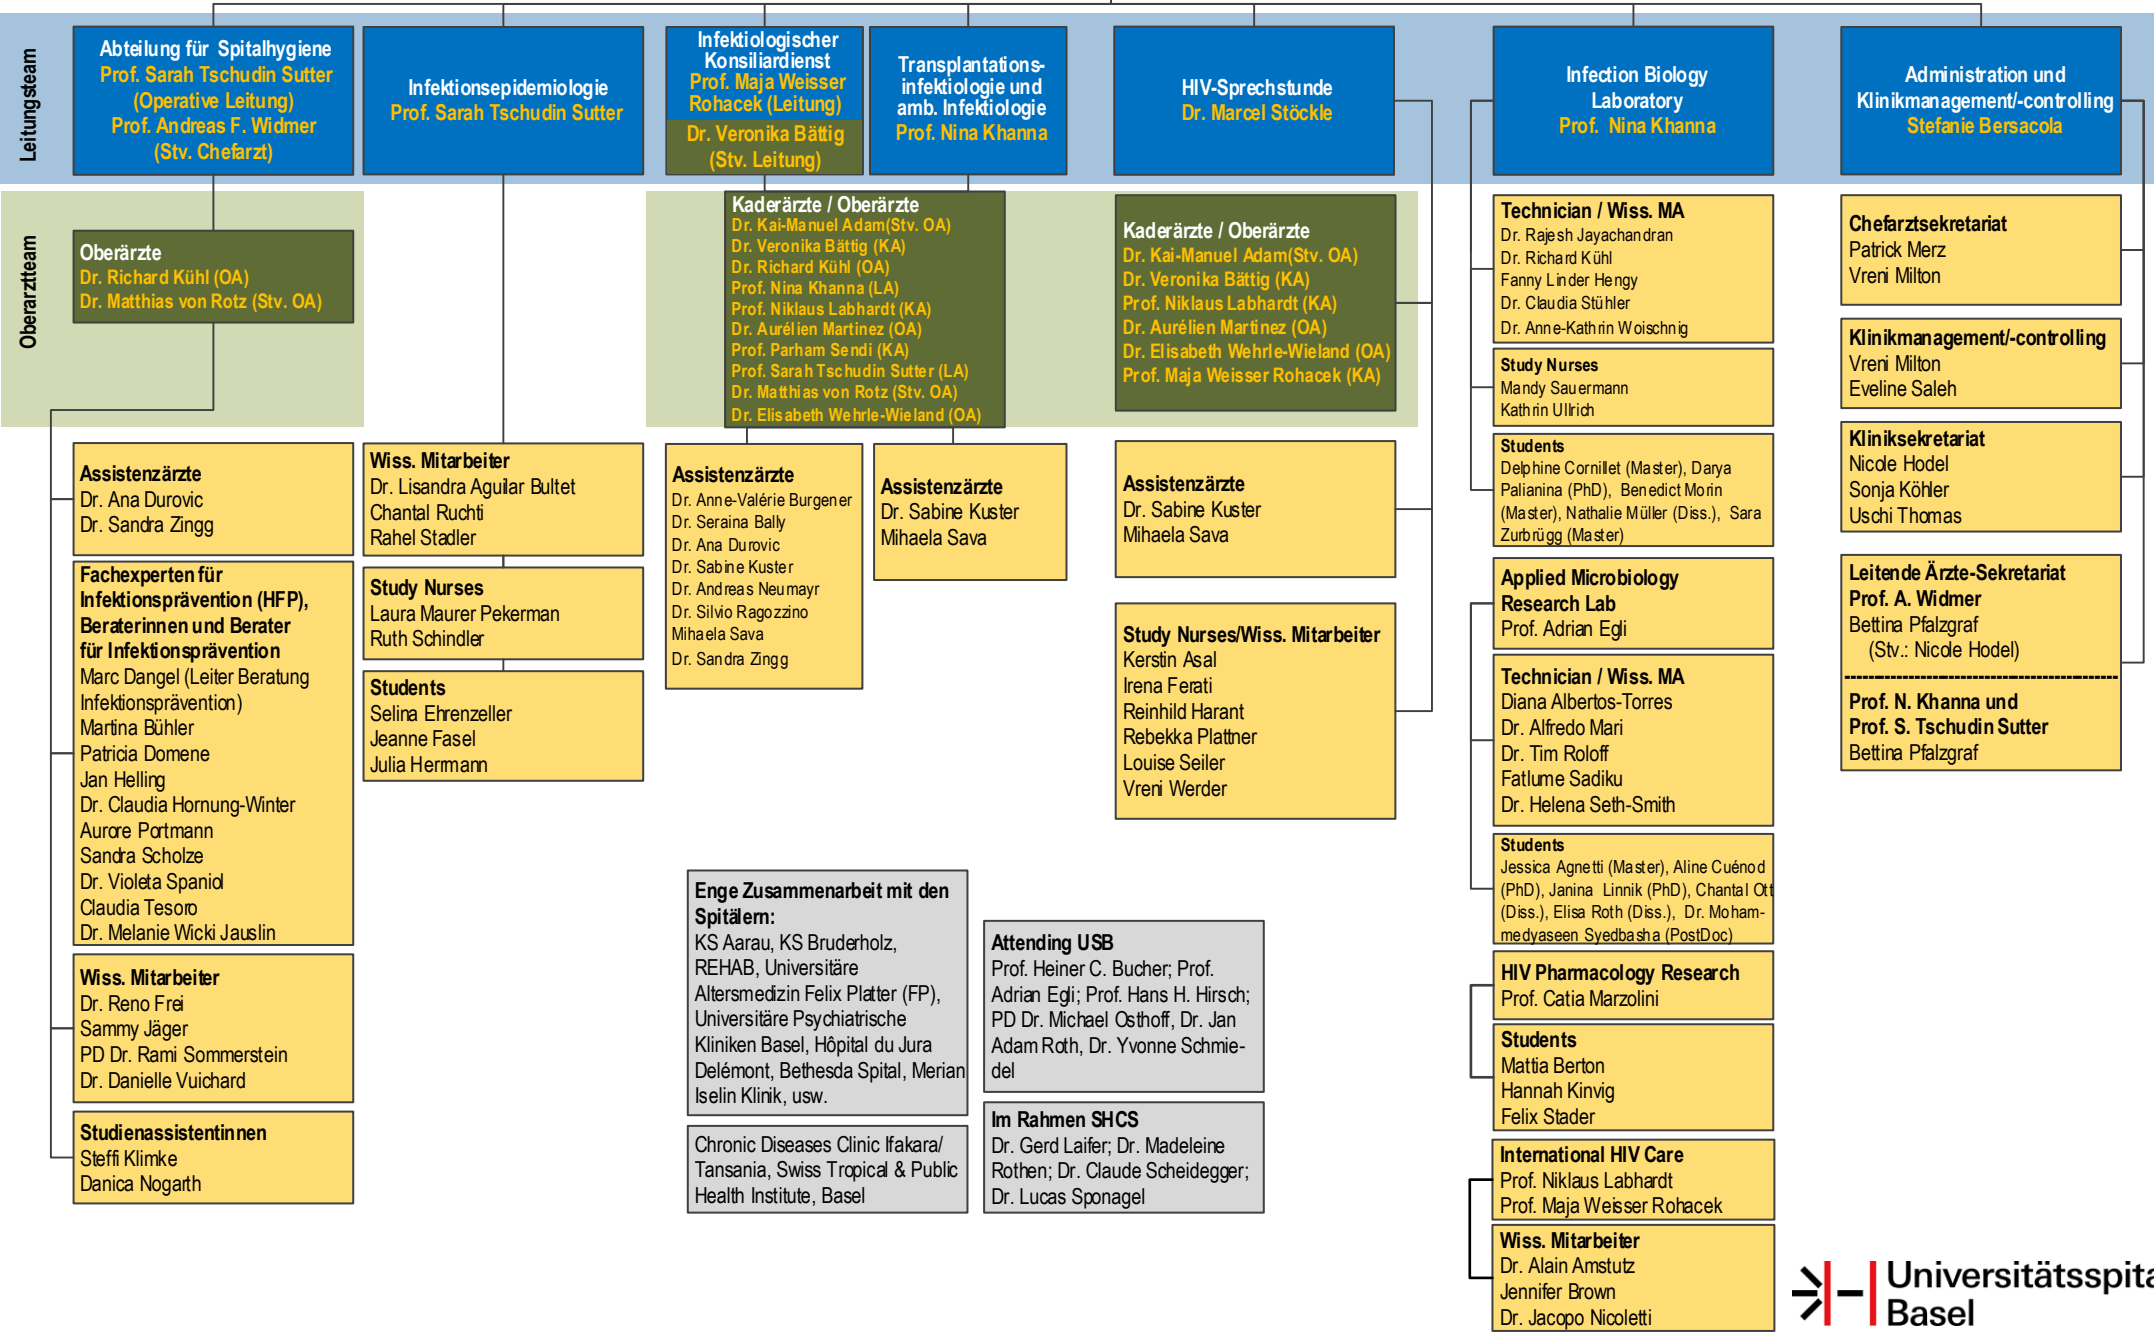 Leitungsteam
Abteilung für Spitalhygiene
Prof. Sarah Tschudin Sutter
(Operative Leitung)
Prof. Andreas F. Widmer
(Stv. Chefarzt)
Infektionsepidemiologie
Prof. Sarah Tschudin Sutter
Infektiologischer
Konsiliardienst
Prof. Maja Weisser
Rohacek (Leitung)
Dr. Veronika Bättig
(Stv. Leitung)
Transplantations-
infektiologie und
amb. Infektiologie
Prof. Nina Khanna
HIV-Sprechstunde
Dr. Marcel Stöckle
Infection Biology
Laboratory
Prof. Nina Khanna
Administration und
Klinikmanagement/-controlling
Stefanie Bersacola
Oberarztteam
Oberärzte
Dr. Richard Kühl (OA)
Dr. Matthias von Rotz (Stv. OA)
Kaderärzte / Oberärzte
Dr. Kai-Manuel Adam(Stv. OA)
Dr. Veronika Bättig (KA)
Dr. Richard Kühl (OA)
Prof. Nina Khanna (LA)
Prof. Niklaus Labhardt (KA)
Dr. Aurélien Martinez (OA)
Prof. Parham Sendi (KA)
Prof. Sarah Tschudin Sutter (LA)
Dr. Matthias von Rotz (Stv. OA)
Dr. Elisabeth Wehrle-Wieland (OA)
Kaderärzte / Oberärzte
Dr. Kai-Manuel Adam(Stv. OA)
Dr. Veronika Bättig (KA)
Prof. Niklaus Labhardt (KA)
Dr. Aurélien Martinez (OA)
Dr. Elisabeth Wehrle-Wieland (OA)
Prof. Maja Weisser Rohacek (KA)
Assistenzärzte
Dr. Ana Durovic
Dr. Sandra Zingg
Fachexperten für
Infektionsprävention (HFP),
Beraterinnen und Berater
für Infektionsprävention
Marc Dangel (Leiter Beratung
Infektionsprävention)
Martina Bühler
Patricia Domene
Jan Helling
Dr. Claudia Hornung-Winter
Aurore Portmann
Sandra Scholze
Dr. Violeta Spaniol
Claudia Tesoro
Dr. Melanie Wicki Jauslin
Wiss. Mitarbeiter
Dr. Reno Frei
Sammy Jäger
PD Dr. Rami Sommerstein
Dr. Danielle Vuichard
Studienassistentinnen
Steffi Klimke
Danica Nogarth
Wiss. Mitarbeiter
Dr. Lisandra Aguilar Bultet
Chantal Ruchti
Rahel Stadler
Study Nurses
Laura Maurer Pekerman
Ruth Schindler
Students
Selina Ehrenzeller
Jeanne Fasel
Julia Herrmann
Assistenzärzte
Dr. Anne-Valérie Burgener
Dr. Seraina Bally
Dr. Ana Durovic
Dr. Sabine Kuster
Dr. Andreas Neumayr
Dr. Silvio Ragozzino
Mihaela Sava
Dr. Sandra Zingg
Assistenzärzte
Dr. Sabine Kuster
Mihaela Sava
Assistenzärzte
Dr. Sabine Kuster
Mihaela Sava
Study Nurses/Wiss. Mitarbeiter
Kerstin Asal
Irena Ferati
Reinhild Harant
Rebekka Plattner
Louise Seiler
Vreni Werder
Enge Zusammenarbeit mit den
Spitälern:
KS Aarau, KS Bruderholz,
REHAB, Universitäre
Altersmedizin Felix Platter (FP),
Universitäre Psychiatrische
Kliniken Basel, Hôpital du Jura
Delémont, Bethesda Spital, Merian
Iselin Klinik, usw.
Chronic Diseases Clinic Ifakara/
Tansania, Swiss Tropical & Public
Health Institute, Basel
Attending USB
Prof. Heiner C. Bucher; Prof.
Adrian Egli; Prof. Hans H. Hirsch;
PD Dr. Michael Osthoff, Dr. Jan
Adam Roth, Dr. Yvonne Schmie-
del
Im Rahmen SHCS
Dr. Gerd Laifer; Dr. Madeleine
Rothen; Dr. Claude Scheidegger;
Dr. Lucas Sponagel
Technician / Wiss. MA
Dr. Rajesh Jayachandran
Dr. Richard Kühl
Fanny Linder Hengy
Dr. Claudia Stühler
Dr. Anne-Kathrin Woischnig
Study Nurses
Mandy Sauermann
Kathrin Ullrich
Students
Delphine Cornillet (Master), Darya
Palianina (PhD), Benedict Morin
(Master), Nathalie Müller (Diss.), Sara
Zurbrügg (Master)
Applied Microbiology
Research Lab
Prof. Adrian Egli
Technician / Wiss. MA
Diana Albertos-Torres
Dr. Alfredo Mari
Dr. Tim Roloff
Fatlume Sadiku
Dr. Helena Seth-Smith
Students
Jessica Agnetti (Master), Aline Cuénod
(PhD), Janina Linnik (PhD), Chantal Ott
(Diss.), Elisa Roth (Diss.), Dr. Moham-
medyaseen Syedbasha (PostDoc)
HIV Pharmacology Research
Prof. Catia Marzolini
Students
Mattia Berton
Hannah Kinvig
Felix Stader
International HIV Care
Prof. Niklaus Labhardt
Prof. Maja Weisser Rohacek
Wiss. Mitarbeiter
Dr. Alain Amstutz
Jennifer Brown
Dr. Jacopo Nicoletti
Chefarztsekretariat
Patrick Merz
Vreni Milton
Klinikmanagement/-controlling
Vreni Milton
Eveline Saleh
Kliniksekretariat
Nicole Hodel
Sonja Köhler
Uschi Thomas
Leitende Ärzte-Sekretariat
Prof. A. Widmer
Bettina Pfalzgraf
(Stv.: Nicole Hodel)
Prof. N. Khanna und
Prof. S. Tschudin Sutter
Bettina Pfalzgraf
Universitätsspita
Basel